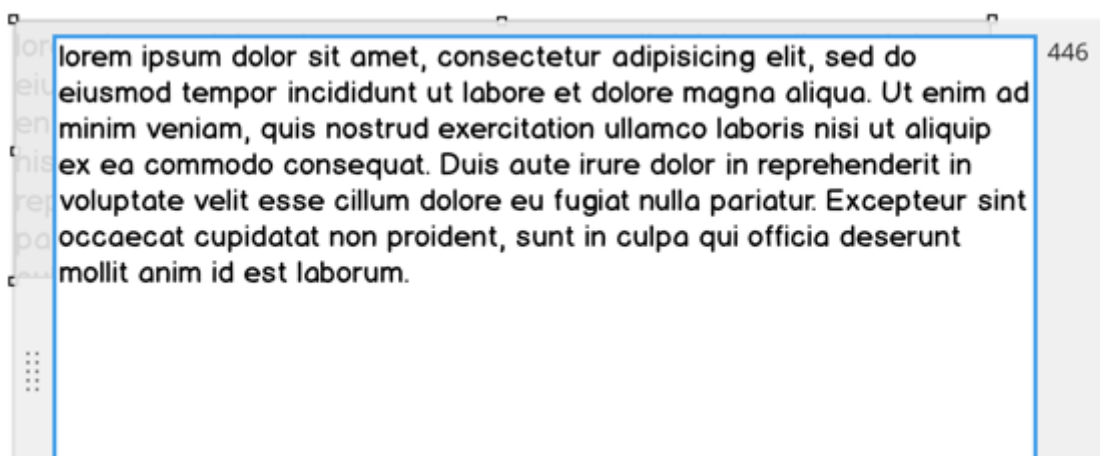 lorem ipsum dolor sit amet, consectetur adipisicing elit, sed do
eiusmod tempor incididunt ut labore et dolore magna aliqua. Ut enim ad
minim veniam, quis nostrud exercitation ullamco laboris nisi ut aliquip
ex ea commodo consequat. Duis aute irure dolor in reprehenderit in
voluptate velit esse cillum dolore eu fugiat nulla pariatur. Excepteur sint
occaecat cupidatat non proident, sunt in culpa qui officia deserunt
mollit anim id est laborum.
446